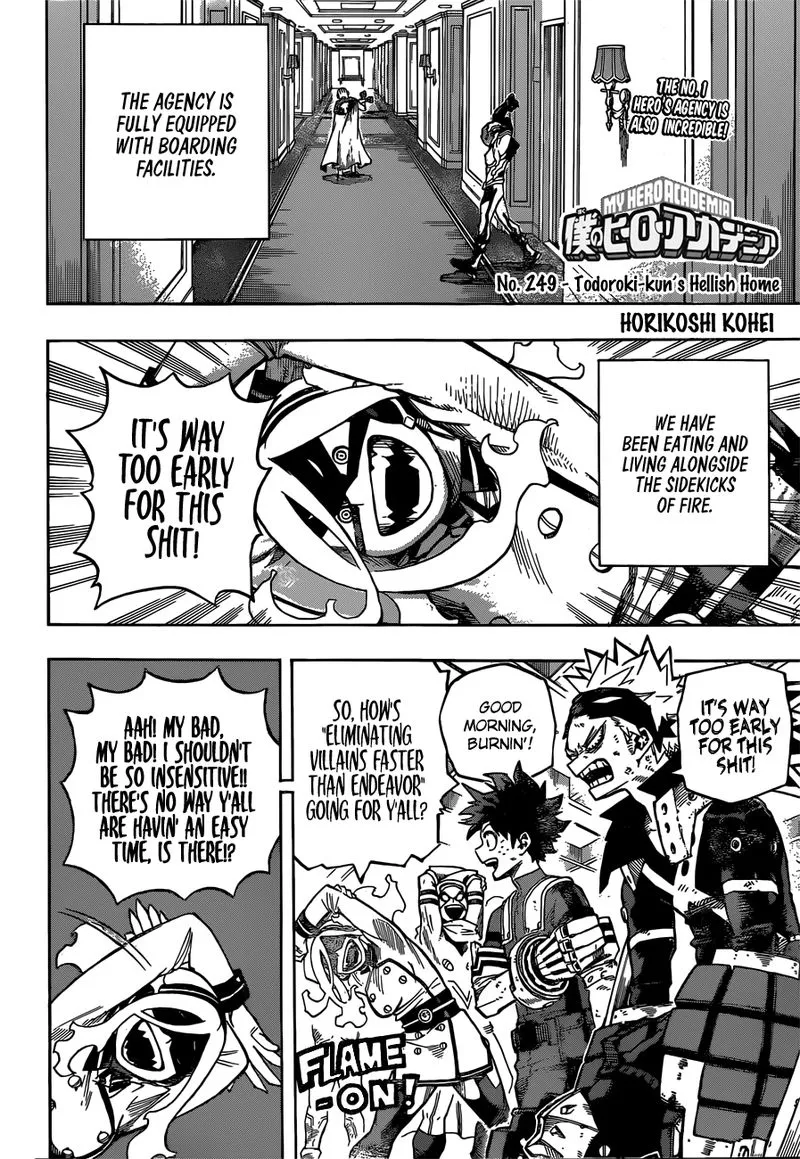 THE AGENCY IS
FULLY EQUIPPED
WITH BOARDING
FACILITIES.
THE NO. 1
HERO'S AGENCY IS
ALSO INCREDIBLE!
MY HERO ACADEMIA
僕のヒーローアカデミア
No. 249 - Todoroki-kun's Hellish Home
HORIKOSHI KOHEI
IT'S WAY
TOO EARLY
FOR THIS
SHIT!
WE HAVE
BEEN EATING AND
LIVING ALONGSIDE
THE SIDEKICKS
OF FIRE.
IT'S WAY
TOO EARLY
FOR THIS
SHIT!
GOOD
MORNING,
BURNIN'!
SO, HOW'S
"ELIMINATING
VILLAINS FASTER
THAN ENDEAVOR"
GOING FOR Y'ALL?
FLAME
-ON!
AAH! MY BAD,
MY BAD! I SHOULDN'T
BE SO INSENSITIVE!!
THERE'S NO WAY Y'ALL
ARE HAVIN' AN EASY
TIME, IS THERE!?